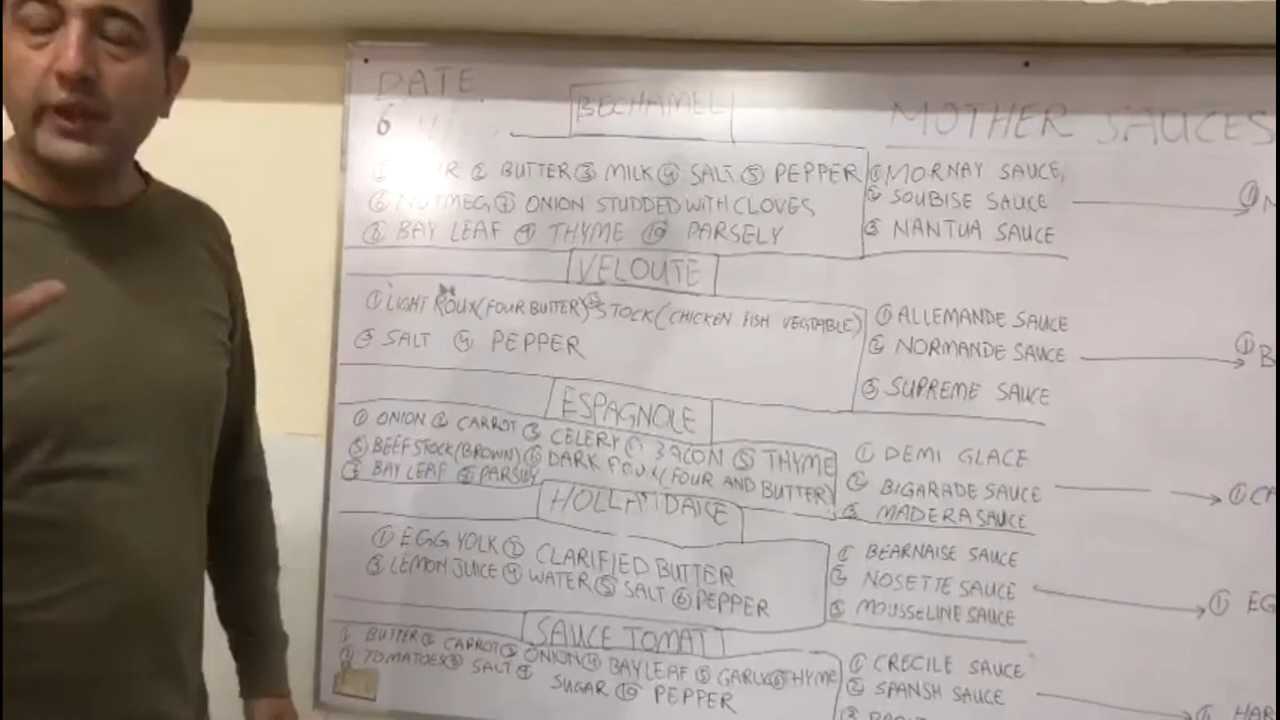 DATE
6
BECHAMEL
MOTHER SAUCES
② BUTTER ③ MILK ④ SALT ⑤ PEPPER
⑥ NUTMEG ⑦ ONION STUDDED WITH CLOVES
⑧ BAY LEAF ⑨ THYME ⑩ PARSELY
① MORNAY SAUCE
② SOUBISE SAUCE
③ NANTUA SAUCE
VELOUTE
① LIGHT ROUX (FOUR BUTTER) ② STOCK (CHICKEN FISH VEGTABLE)
③ SALT ④ PEPPER
① ALLEMANDE SAUCE
② NORMANDE SAUCE
③ SUPREME SAUCE
① B
ESPAGNOLE
① ONION ② CARROT ③ CELERY ④ BACON ⑤ THYME
⑤ BEEF STOCK (BROWN) ⑥ DARK ROUX (FOUR AND BUTTER)
BAY LEAF PARSLEY
① DEMI GLACE
② BIGARADE SAUCE
③ MADERA SAUCE
①
① EGG YOLK ② CLARIFIED BUTTER
③ LEMON JUICE ④ WATER ⑤ SALT ⑥ PEPPER
① BEARNAISE SAUCE
② NOSETTE SAUCE
③ MOUSSELINE SAUCE
① EG
SAUCE TOMAT
① BUTTER ② CARROT ③ ONION ④ BAY LEAF ⑤ GARLIC ⑥ THYME
TOMATOES SALT
SUGAR ⑩ PEPPER
① CRECILE SAUCE
② SPANSH SAUCE
① HAR